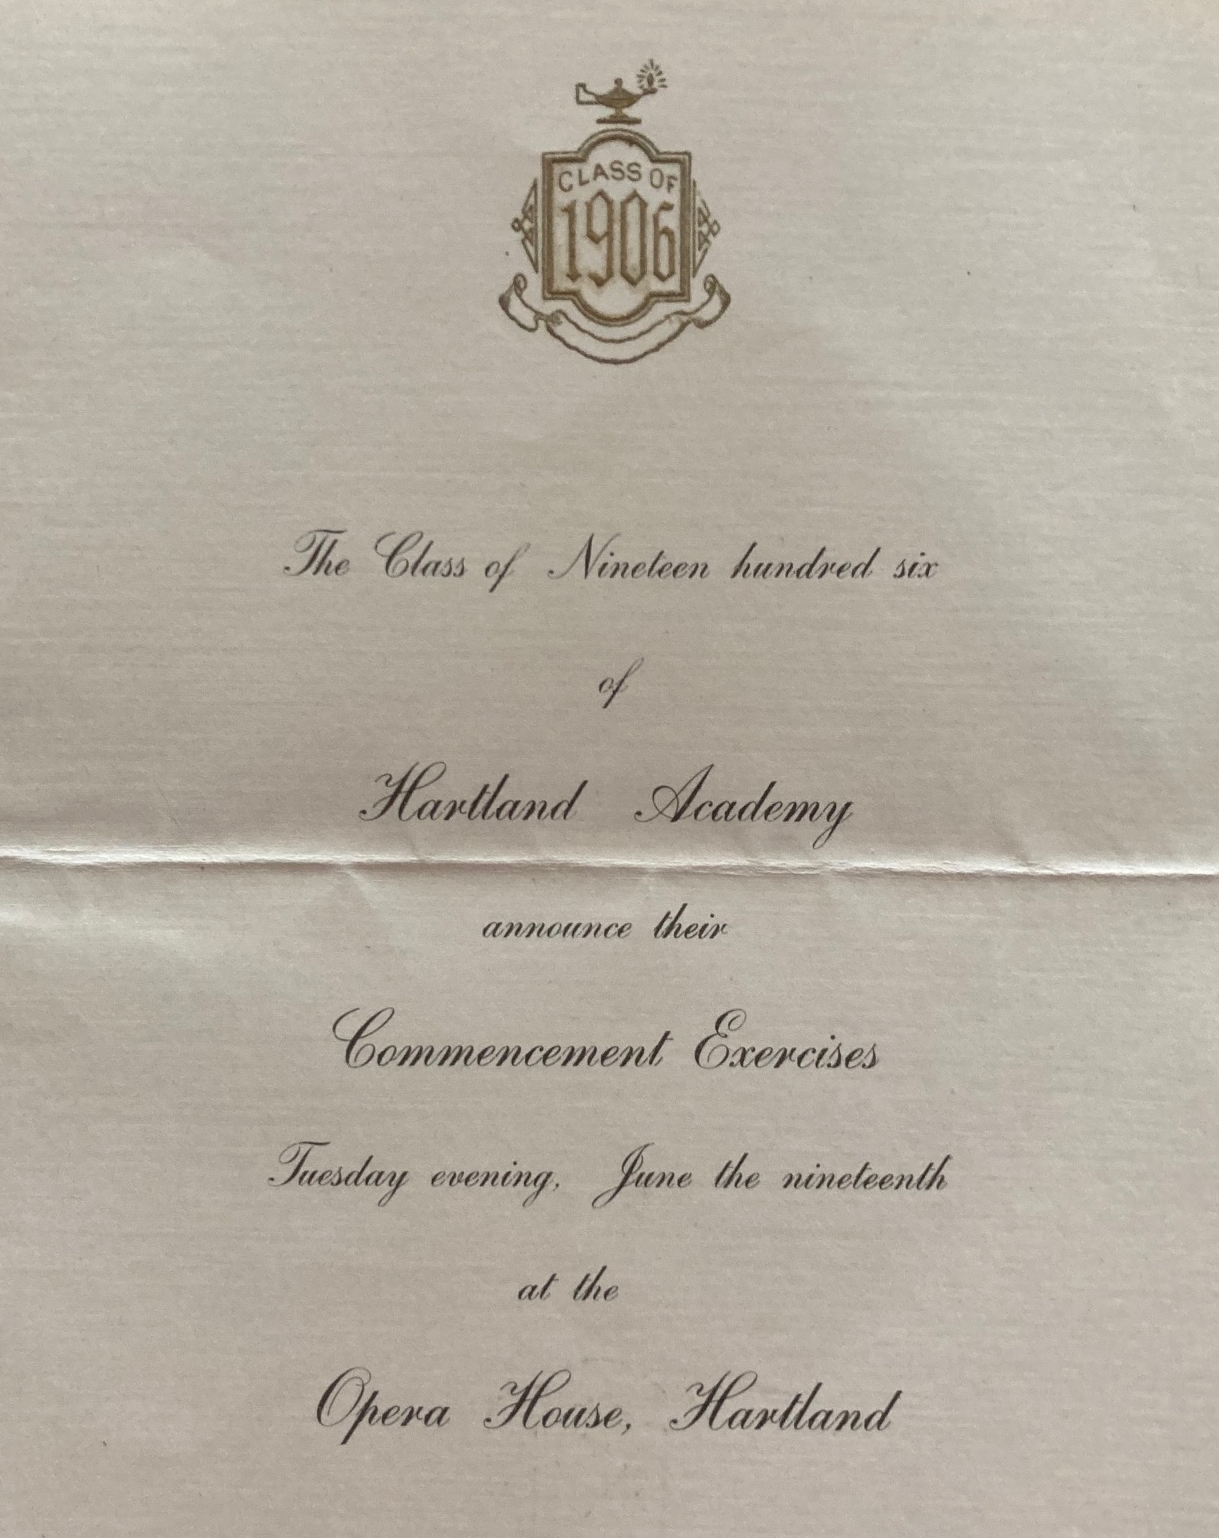 CLASS OF
1906
The Class of Nineteen hundred six
of
Hartland Academy
announce their
Commencement Exercises
Tuesday evening, June the nineteenth
at the
Opera House, Hartland